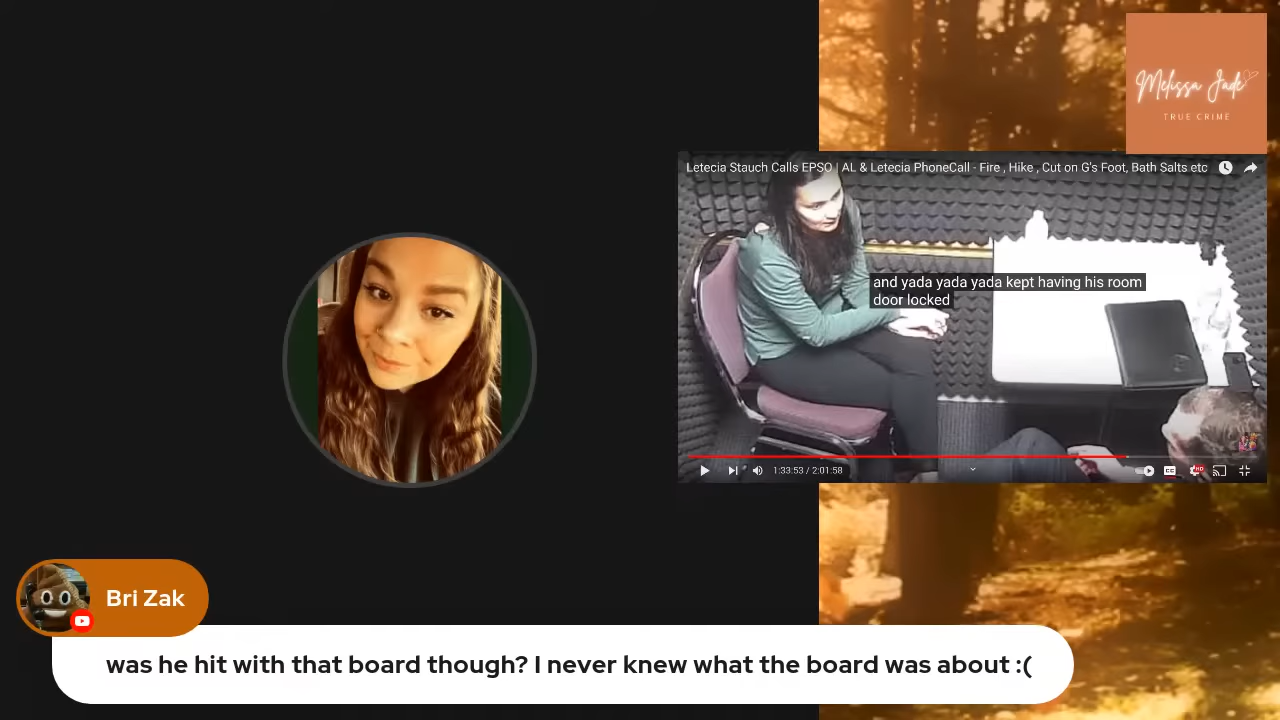 Melissa Jade
TRUE CRIME
Letecia Stauch Calls EPSO | AL & Letecia PhoneCall - Fire , Hike , Cut on G's Foot, Bath Salts etc
and yada yada yada kept having his room
door locked
1:33:53 / 2:01:58
CC
HD
Bri Zak
was he hit with that board though? I never knew what the board was about :(